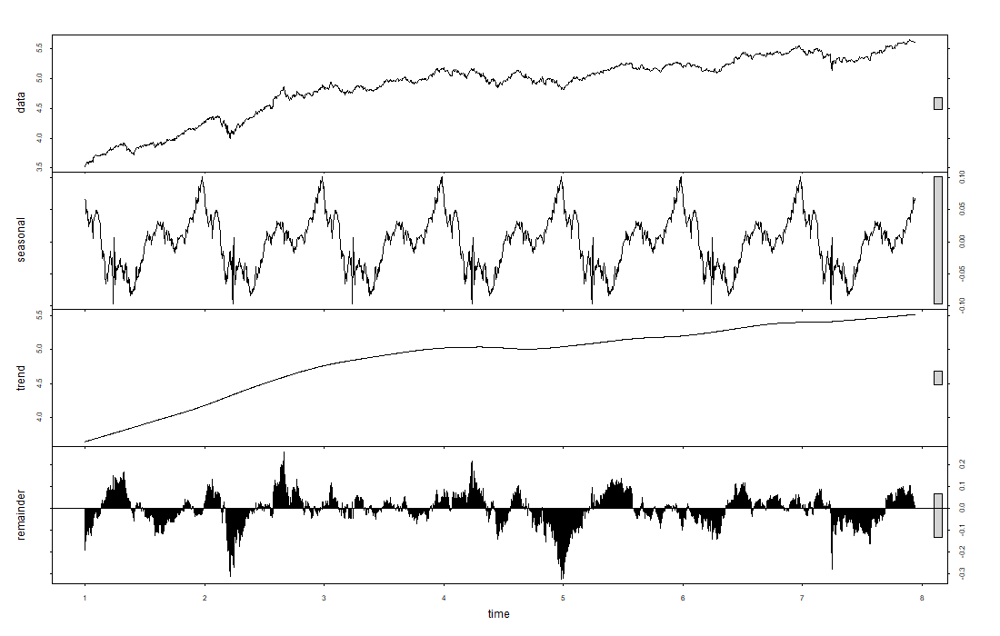 data
3.5 4.0 4.5 5.0 5.5
seasonal
-0.10 -0.05 0.00 0.05 0.10
trend
4.0 4.5 5.0 5.5
remainder
-0.3 -0.2 -0.1 0.0 0.1 0.2
1 2 3 4 5 6 7 8
time